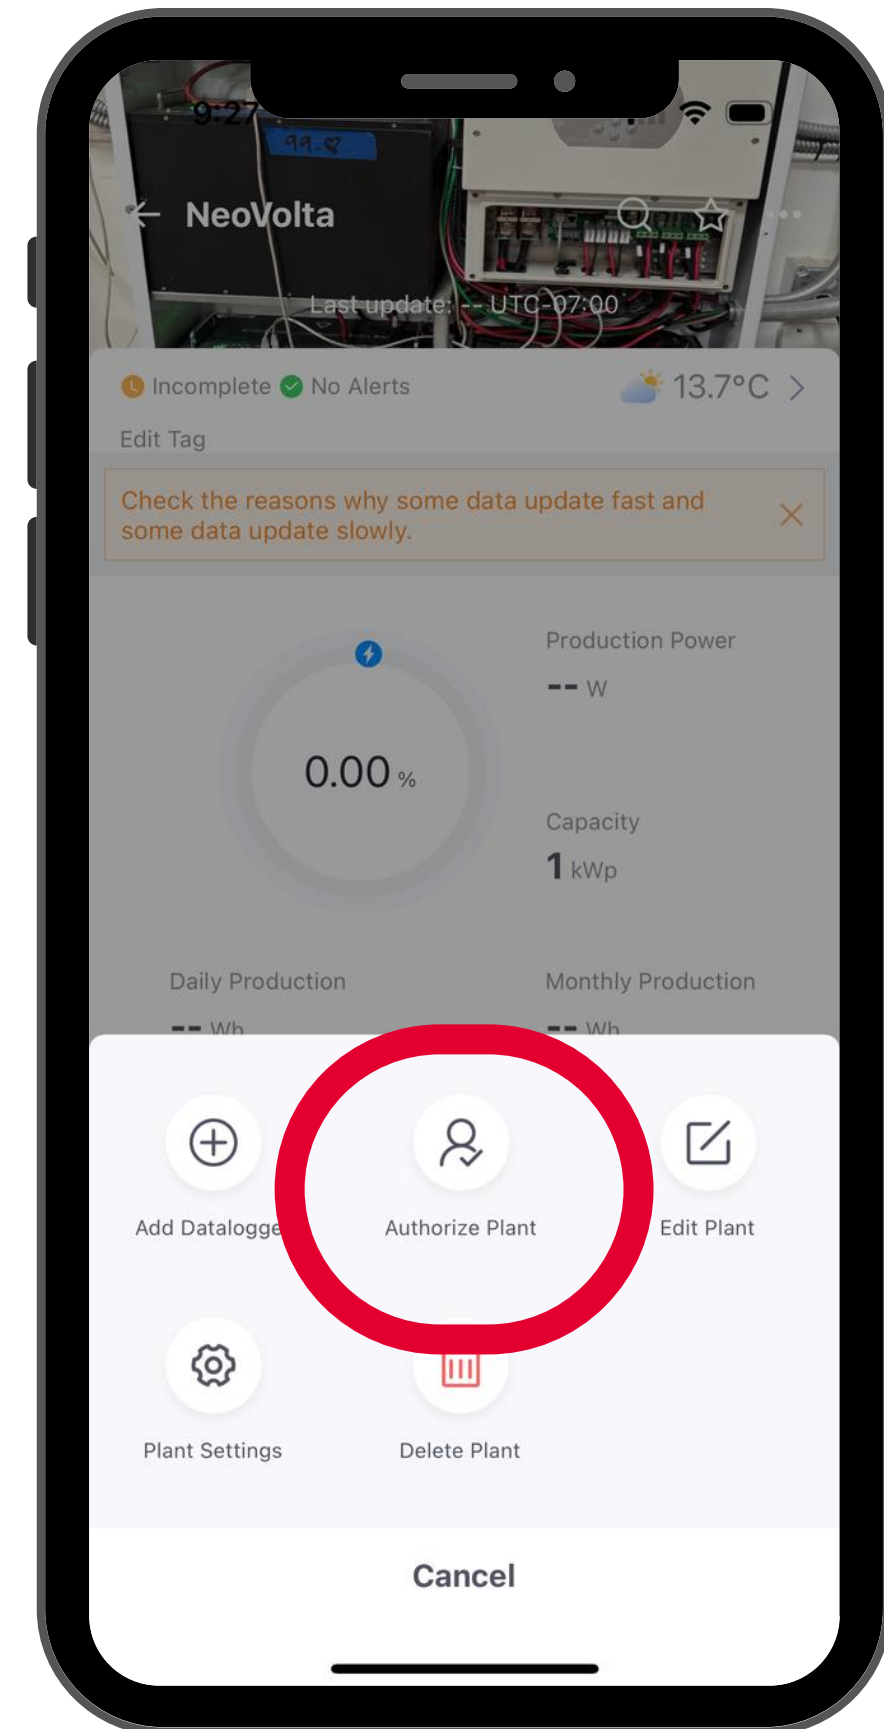 9:27
99.8
NeoVolta
Last update: -- UTC-07:00
Incomplete No Alerts 13.7°C
Edit Tag
Check the reasons why some data update fast and
some data update slowly.
Production Power
-- W
0.00 %
Capacity
1 kWp
Daily Production Monthly Production
-- Wh -- Wh
Add Datalogge Authorize Plant Edit Plant
Plant Settings Delete Plant
Cancel